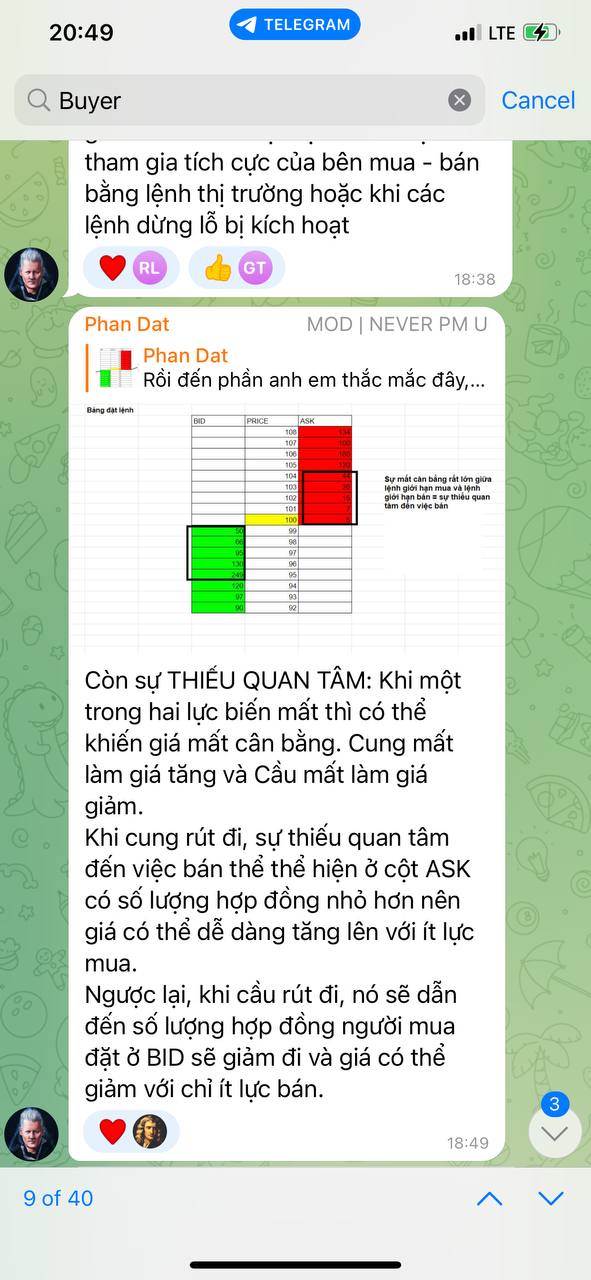 20:49
TELEGRAM
LTE
Buyer
Cancel
tham gia tích cực của bên mua - bán
bằng lệnh thị trường hoặc khi các
lệnh dừng lỗ bị kích hoạt
RL
GT
18:38
Phan Dat
MOD | NEVER PM U
Phan Dat
Rồi đến phần anh em thắc mắc đây,...
Bảng đặt lệnh
BID PRICE ASK
108 134
107 100
106 180
105 120
104 44
103 26
102 15
101 7
100
50 99
66 98
95 97
130 96
249 95
120 94
97 93
90 92
Sự mất cân bằng rất lớn giữa
lệnh giới hạn mua và lệnh
giới hạn bán = sự thiếu quan
tâm đến việc bán
Còn sự THIẾU QUAN TÂM: Khi một
trong hai lực biến mất thì có thể
khiến giá mất cân bằng. Cung mất
làm giá tăng và Cầu mất làm giá
giảm.
Khi cung rút đi, sự thiếu quan tâm
đến việc bán thể thể hiện ở cột ASK
có số lượng hợp đồng nhỏ hơn nên
giá có thể dễ dàng tăng lên với ít lực
mua.
Ngược lại, khi cầu rút đi, nó sẽ dẫn
đến số lượng hợp đồng người mua
đặt ở BID sẽ giảm đi và giá có thể
giảm với chỉ ít lực bán.
18:49
3
9 of 40